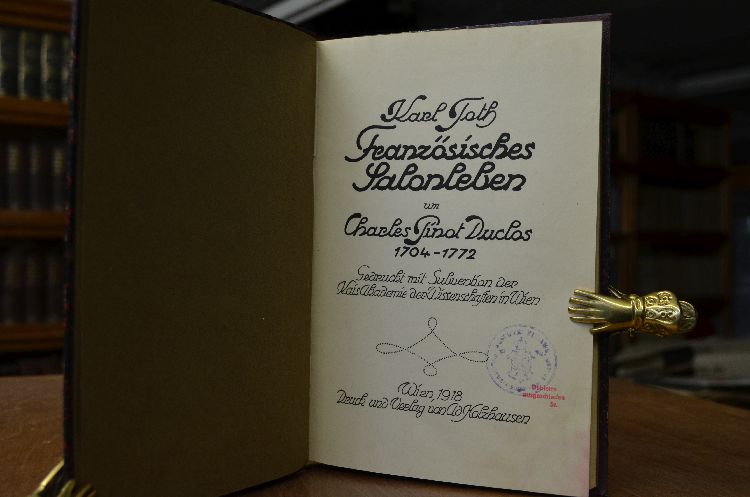 Karl Toth
Französisches
Salonleben
um
Charles Pinot Duclos
1704-1772
Gedruckt mit Subvention der
Kais. Akademie der Wissenschaften in Wien
Wien, 1918
Druck und Verlag von Ad. Holzhausen
ausgeschieden